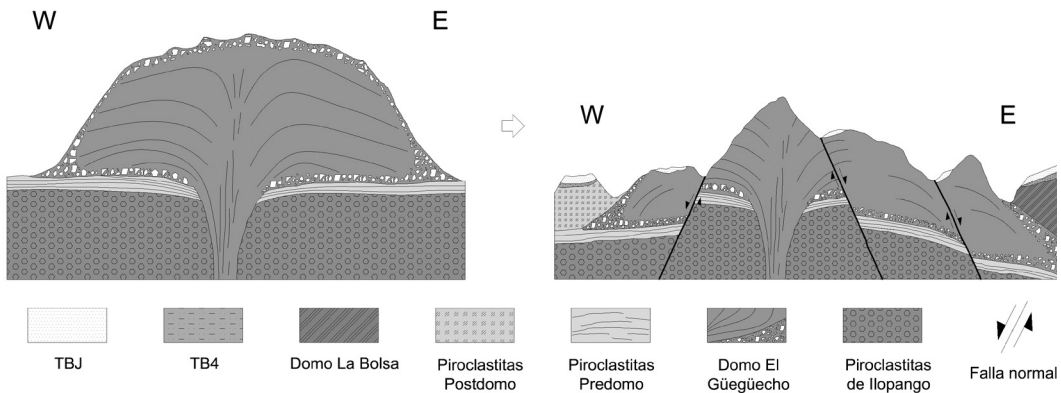 W
E
W
E
TBJ
TB4
Domo La Bolsa
Piroclastitas
Postdomo
Piroclastitas
Predomo
Domo El
Güegüecho
Piroclastitas
de Ilopango
Falla normal